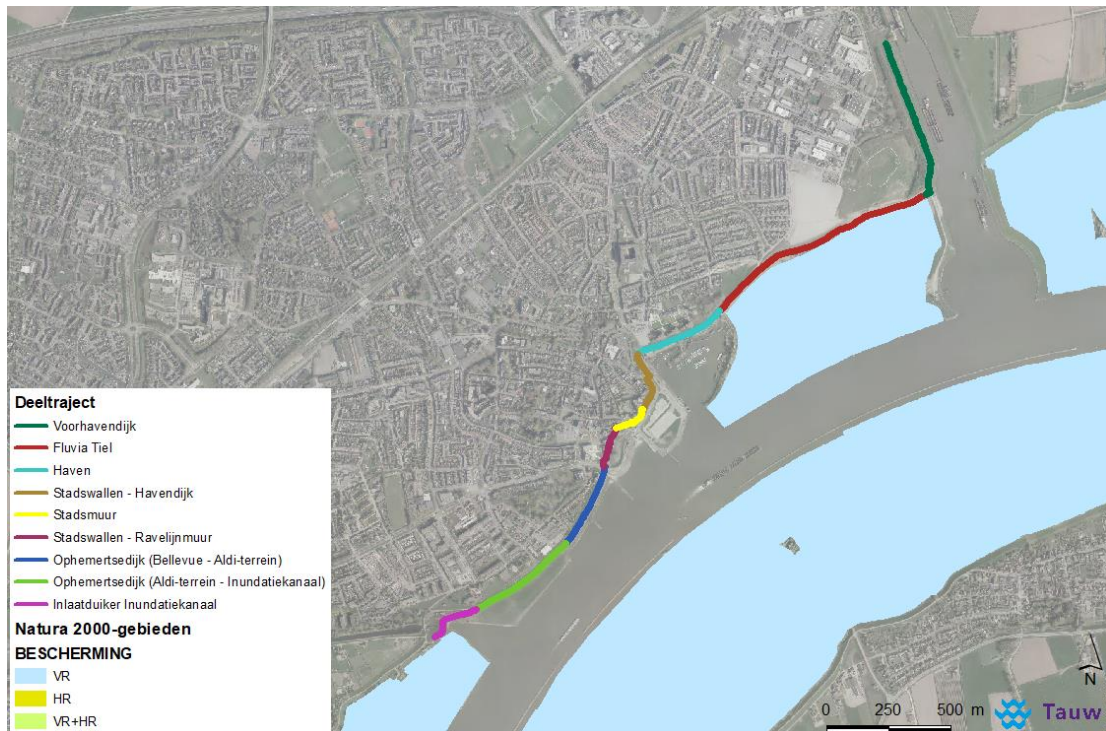 Deeltraject
Voorhavendijk
Fluvia Tiel
Haven
Stadswallen - Havendijk
Stadsmuur
Stadswallen - Ravelijnmuur
Ophemertsedijk (Bellevue - Aldi-terrein)
Ophemertsedijk (Aldi-terrein - Inundatiekanaal)
Inlaatduiker Inundatiekanaal
Natura 2000-gebieden
BESCHERMING
VR
HR
VR+HR
N
0 250 500 m
Tauw